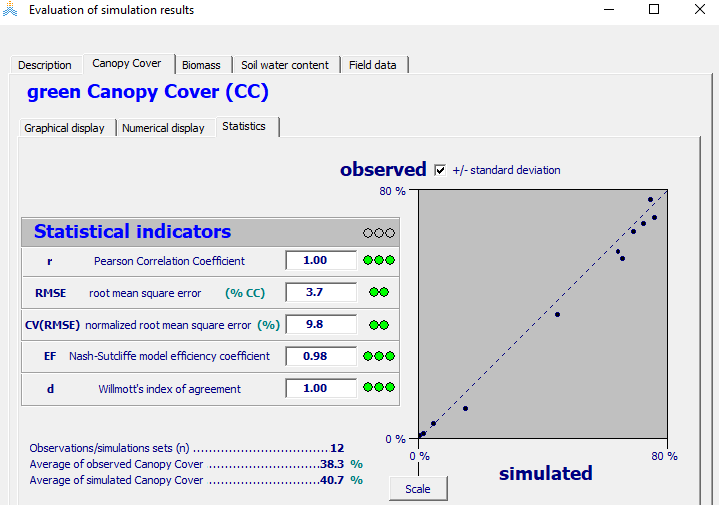 Evaluation of simulation results
Description Canopy Cover Biomass Soil water content Field data
green Canopy Cover (CC)
Graphical display Numerical display Statistics
observed +/- standard deviation
80 %
Statistical indicators
r Pearson Correlation Coefficient 1.00
RMSE root mean square error (% CC) 3.7
CV(RMSE) normalized root mean square error (%) 9.8
EF Nash-Sutcliffe model efficiency coefficient 0.98
d Willmott's index of agreement 1.00
0 %
Observations/simulations sets (n) ................................... 12
Average of observed Canopy Cover ............................ 38.3 %
Average of simulated Canopy Cover ............................ 40.7 %
0 % 80 %
simulated
Scale